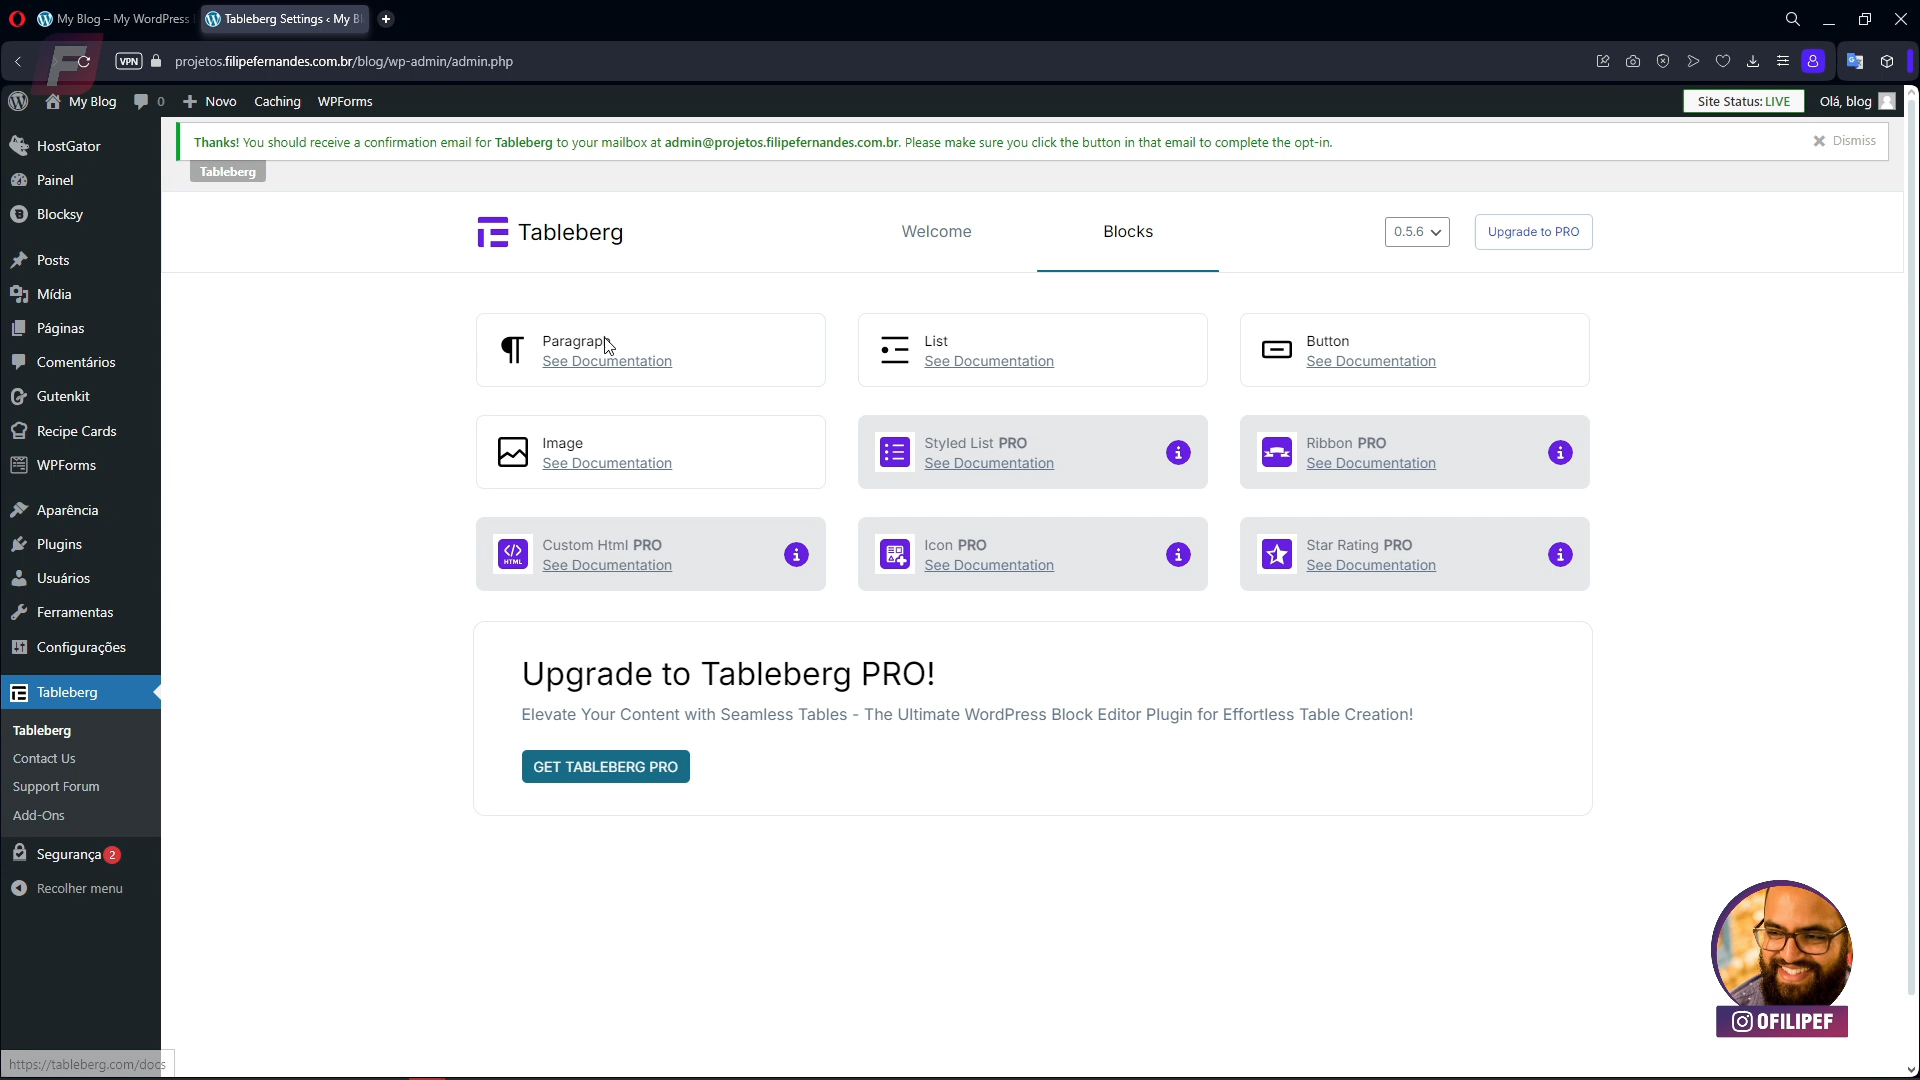 My Blog – My WordPress
Tableberg Settings ‹ My B
VPN
projetos.filipefernandes.com.br/blog/wp-admin/admin.php
My Blog
0
Novo
Caching
WPForms
Site Status: LIVE
Olá, blog
Thanks! You should receive a confirmation email for Tableberg to your mailbox at admin@projetos.filipefernandes.com.br. Please make sure you click the button in that email to complete the opt-in.
Dismiss
Tableberg
HostGator
Painel
Blocksy
Posts
Mídia
Páginas
Comentários
Gutenkit
Recipe Cards
WPForms
Aparência
Plugins
Usuários
Ferramentas
Configurações
Tableberg
Tableberg
Contact Us
Support Forum
Add-Ons
Segurança 2
Recolher menu
Tableberg
Welcome
Blocks
0.5.6
Upgrade to PRO
Paragraph
See Documentation
List
See Documentation
Button
See Documentation
Image
See Documentation
Styled List PRO
See Documentation
Ribbon PRO
See Documentation
HTML
Custom Html PRO
See Documentation
Icon PRO
See Documentation
Star Rating PRO
See Documentation
Upgrade to Tableberg PRO!
Elevate Your Content with Seamless Tables - The Ultimate WordPress Block Editor Plugin for Effortless Table Creation!
GET TABLEBERG PRO
OFILIPEF
https://tableberg.com/docs